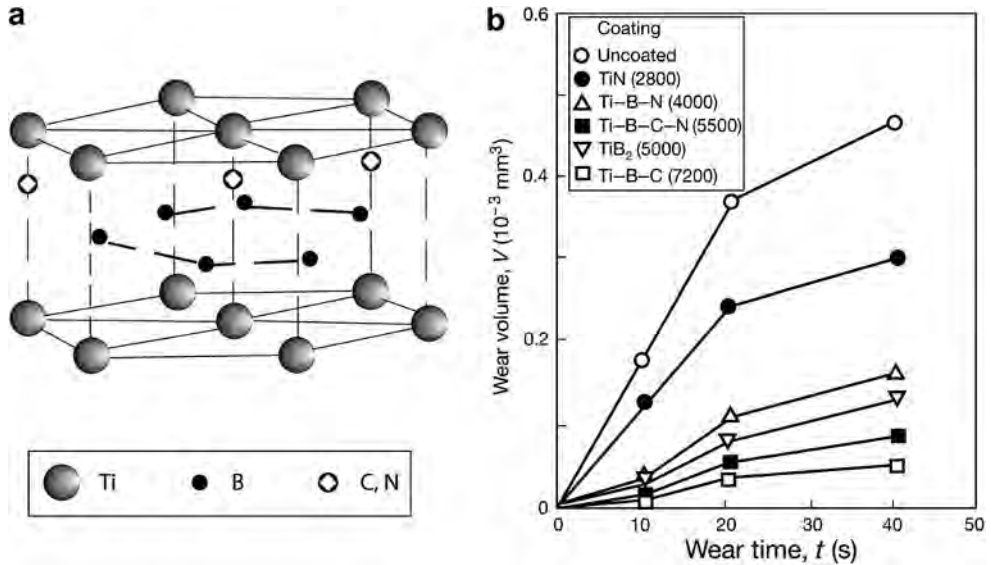 a
Ti
B
C, N
b
Coating
Uncoated
TiN (2800)
Ti–B–N (4000)
Ti–B–C–N (5500)
TiB₂ (5000)
Ti–B–C (7200)
Wear volume, V (10⁻³ mm³)
0.6
0.4
0.2
0
0 10 20 30 40 50
Wear time, t (s)